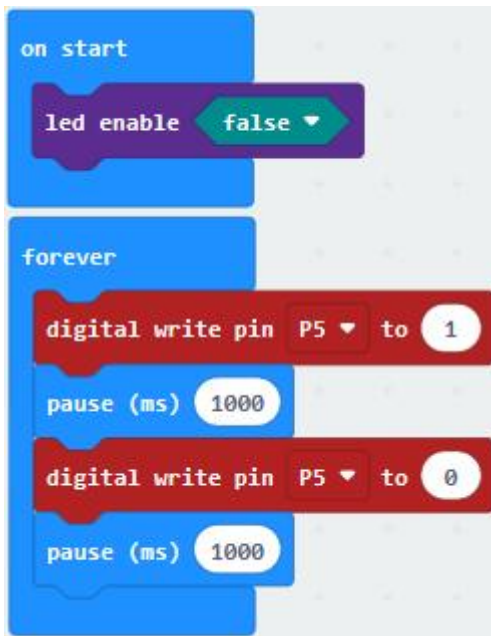 on start
led enable false
forever
digital write pin P5 to 1
pause (ms) 1000
digital write pin P5 to 0
pause (ms) 1000